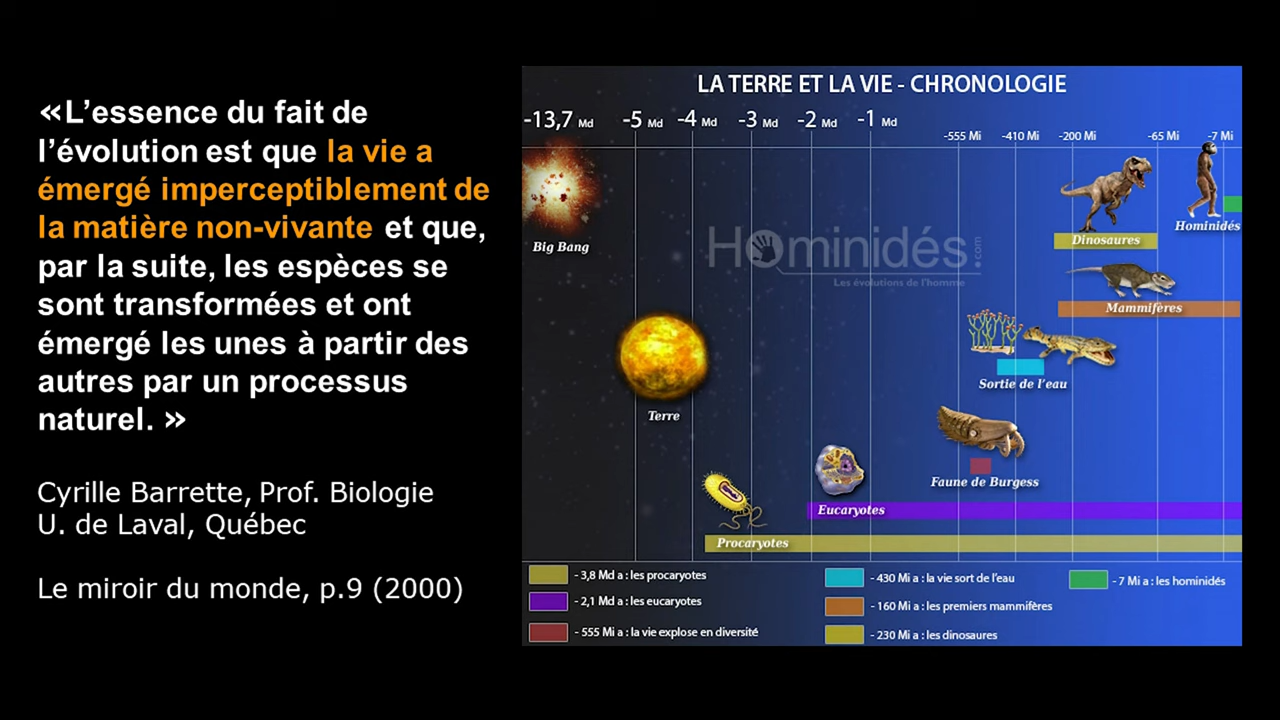 «L’essence du fait de
l’évolution est que la vie a
émergé imperceptiblement de
la matière non-vivante et que,
par la suite, les espèces se
sont transformées et ont
émergé les unes à partir des
autres par un processus
naturel. »
Cyrille Barrette, Prof. Biologie
U. de Laval, Québec
Le miroir du monde, p.9 (2000)
LA TERRE ET LA VIE - CHRONOLOGIE
-13,7 Md -5 Md -4 Md -3 Md -2 Md -1 Md
-555 Mi -410 Mi -200 Mi -65 Mi -7 Mi
Big Bang
Hominidés.com
Les évolutions de l'homme
Dinosaures
Hominidés
Mammifères
Sortie de l'eau
Terre
Faune de Burgess
Eucaryotes
Procaryotes
- 3,8 Md a : les procaryotes
- 2,1 Md a : les eucaryotes
- 555 Mi a : la vie explose en diversité
- 430 Mi a : la vie sort de l'eau
- 160 Mi a : les premiers mammifères
- 230 Mi a : les dinosaures
- 7 Mi a : les hominidés